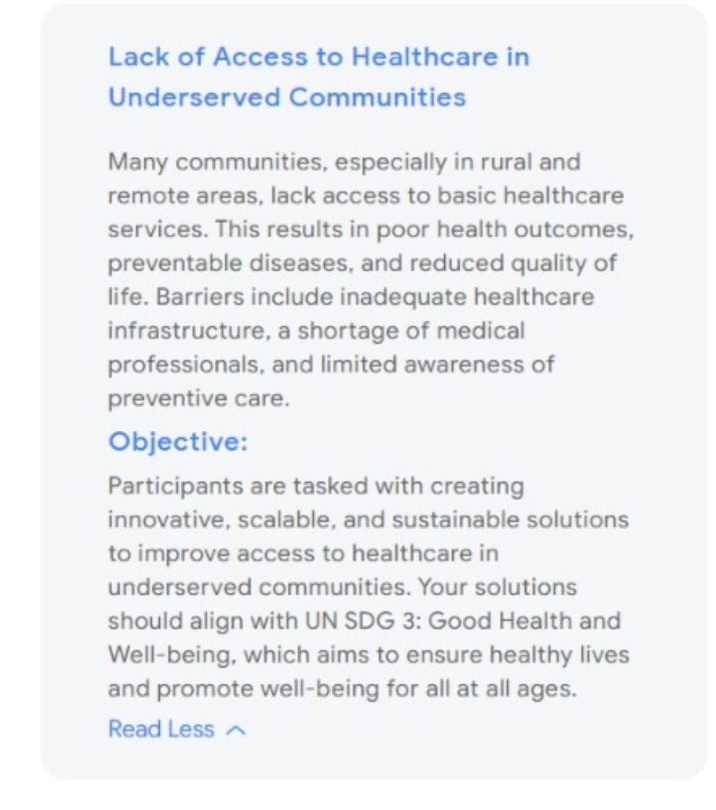 Lack of Access to Healthcare in
Underserved Communities
Many communities, especially in rural and
remote areas, lack access to basic healthcare
services. This results in poor health outcomes,
preventable diseases, and reduced quality of
life. Barriers include inadequate healthcare
infrastructure, a shortage of medical
professionals, and limited awareness of
preventive care.
Objective:
Participants are tasked with creating
innovative, scalable, and sustainable solutions
to improve access to healthcare in
underserved communities. Your solutions
should align with UN SDG 3: Good Health and
Well-being, which aims to ensure healthy lives
and promote well-being for all at all ages.
Read Less